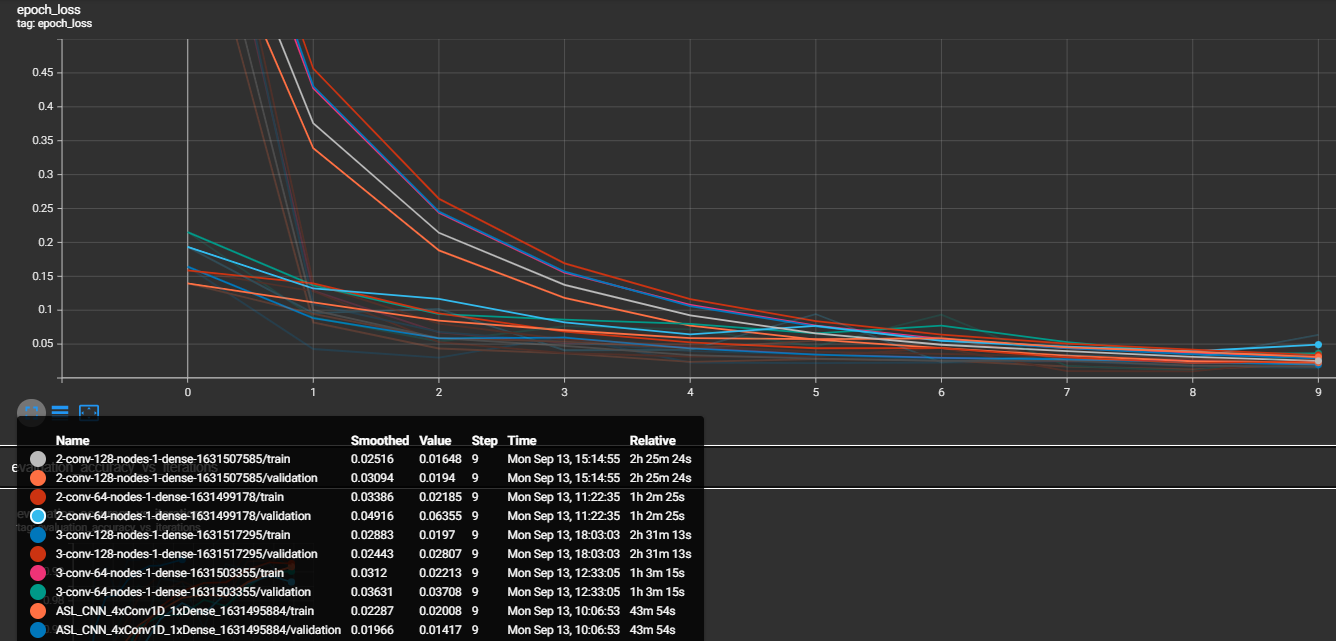 epoch_loss
tag: epoch_loss
0.45
0.4
0.35
0.3
0.25
0.2
0.15
0.1
0.05
0 1 2 3 4 5 6 7 8 9
Name Smoothed Value Step Time Relative
2-conv-128-nodes-1-dense-1631507585/train 0.02516 0.01648 9 Mon Sep 13, 15:14:55 2h 25m 24s
evaluation_accuracy_vs_iterations
2-conv-128-nodes-1-dense-1631507585/validation 0.03094 0.0194 9 Mon Sep 13, 15:14:55 2h 25m 24s
2-conv-64-nodes-1-dense-1631499178/train 0.03386 0.02185 9 Mon Sep 13, 11:22:35 1h 2m 25s
2-conv-64-nodes-1-dense-1631499178/validation 0.04916 0.06355 9 Mon Sep 13, 11:22:35 1h 2m 25s
tag: evaluation_accuracy_vs_iterations
3-conv-128-nodes-1-dense-1631517295/train 0.02883 0.0197 9 Mon Sep 13, 18:03:03 2h 31m 13s
3-conv-128-nodes-1-dense-1631517295/validation 0.02443 0.02807 9 Mon Sep 13, 18:03:03 2h 31m 13s
3-conv-64-nodes-1-dense-1631503355/train 0.0312 0.02213 9 Mon Sep 13, 12:33:05 1h 3m 15s
3-conv-64-nodes-1-dense-1631503355/validation 0.03631 0.03708 9 Mon Sep 13, 12:33:05 1h 3m 15s
ASL_CNN_4xConv1D_1xDense_1631495884/train 0.02287 0.02008 9 Mon Sep 13, 10:06:53 43m 54s
ASL_CNN_4xConv1D_1xDense_1631495884/validation 0.01966 0.01417 9 Mon Sep 13, 10:06:53 43m 54s